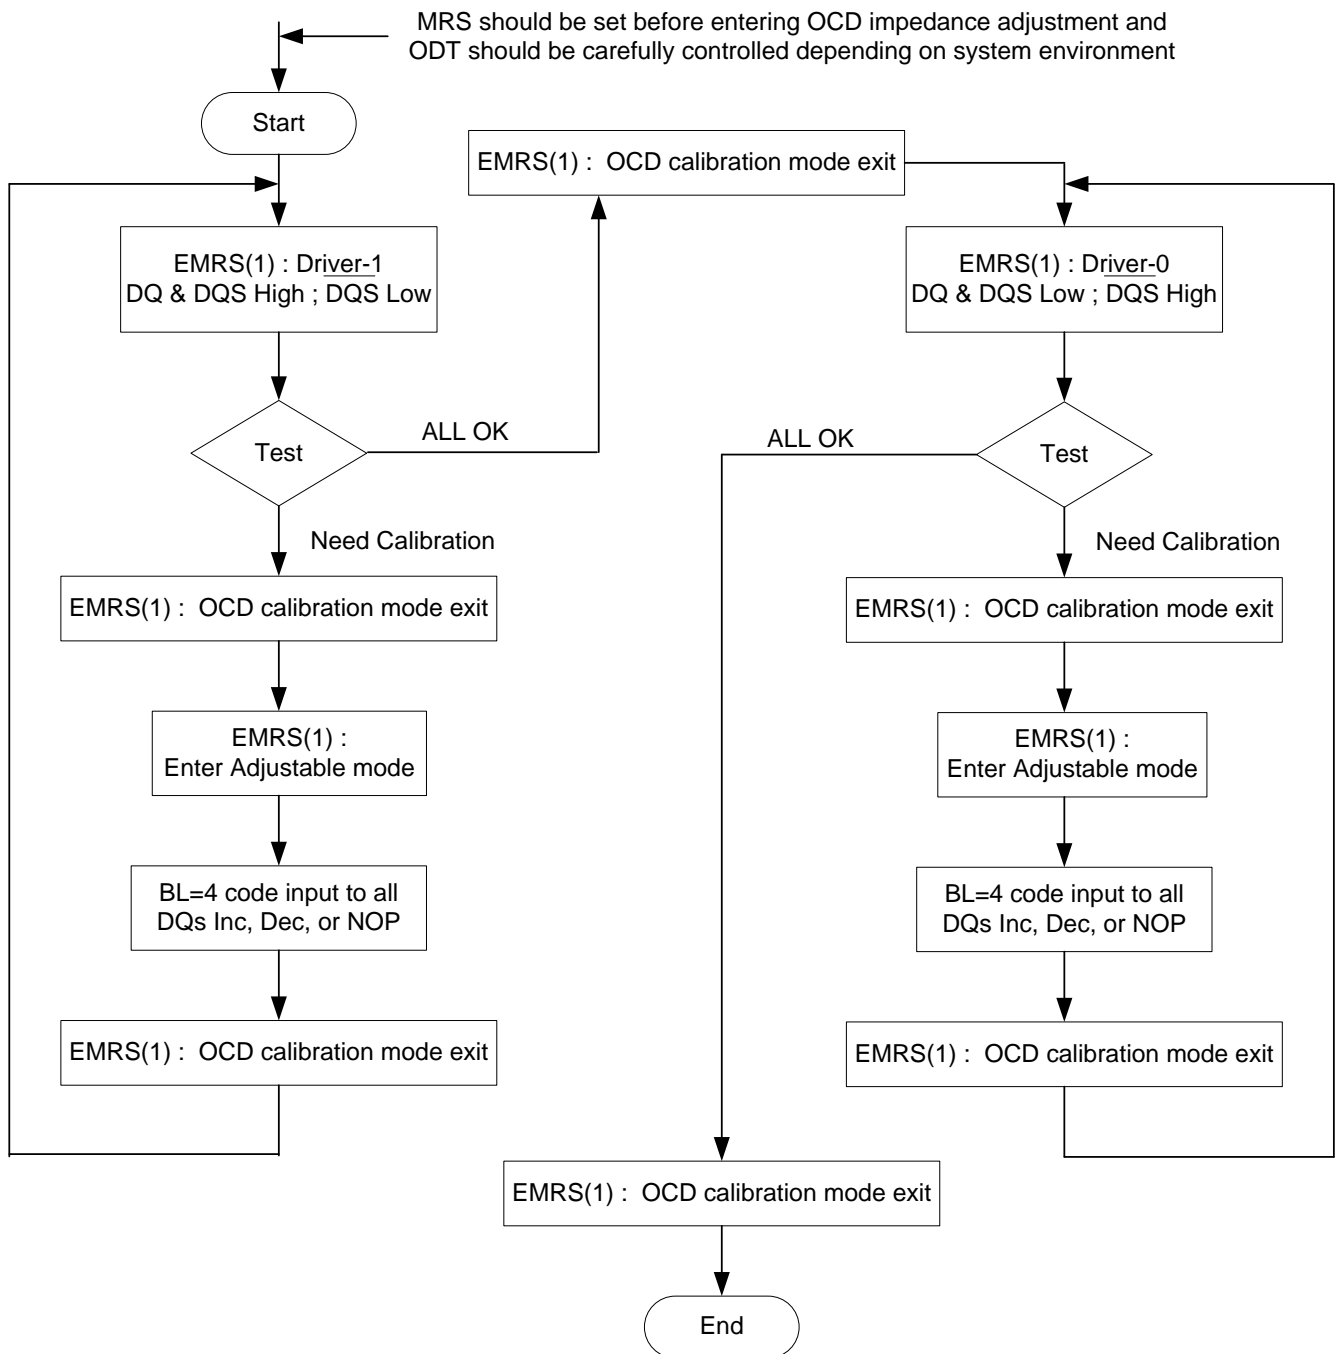 MRS should be set before entering OCD impedance adjustment and
ODT should be carefully controlled depending on system environment
Start
EMRS(1) : Driver-1
DQ & DQS High ; D̅Q̅S̅ Low
Test
ALL OK
Need Calibration
EMRS(1) : OCD calibration mode exit
EMRS(1) :
Enter Adjustable mode
BL=4 code input to all
DQs Inc, Dec, or NOP
EMRS(1) : OCD calibration mode exit
EMRS(1) : OCD calibration mode exit
EMRS(1) : Driver-0
DQ & DQS Low ; D̅Q̅S̅ High
Test
ALL OK
Need Calibration
EMRS(1) : OCD calibration mode exit
EMRS(1) :
Enter Adjustable mode
BL=4 code input to all
DQs Inc, Dec, or NOP
EMRS(1) : OCD calibration mode exit
EMRS(1) : OCD calibration mode exit
End